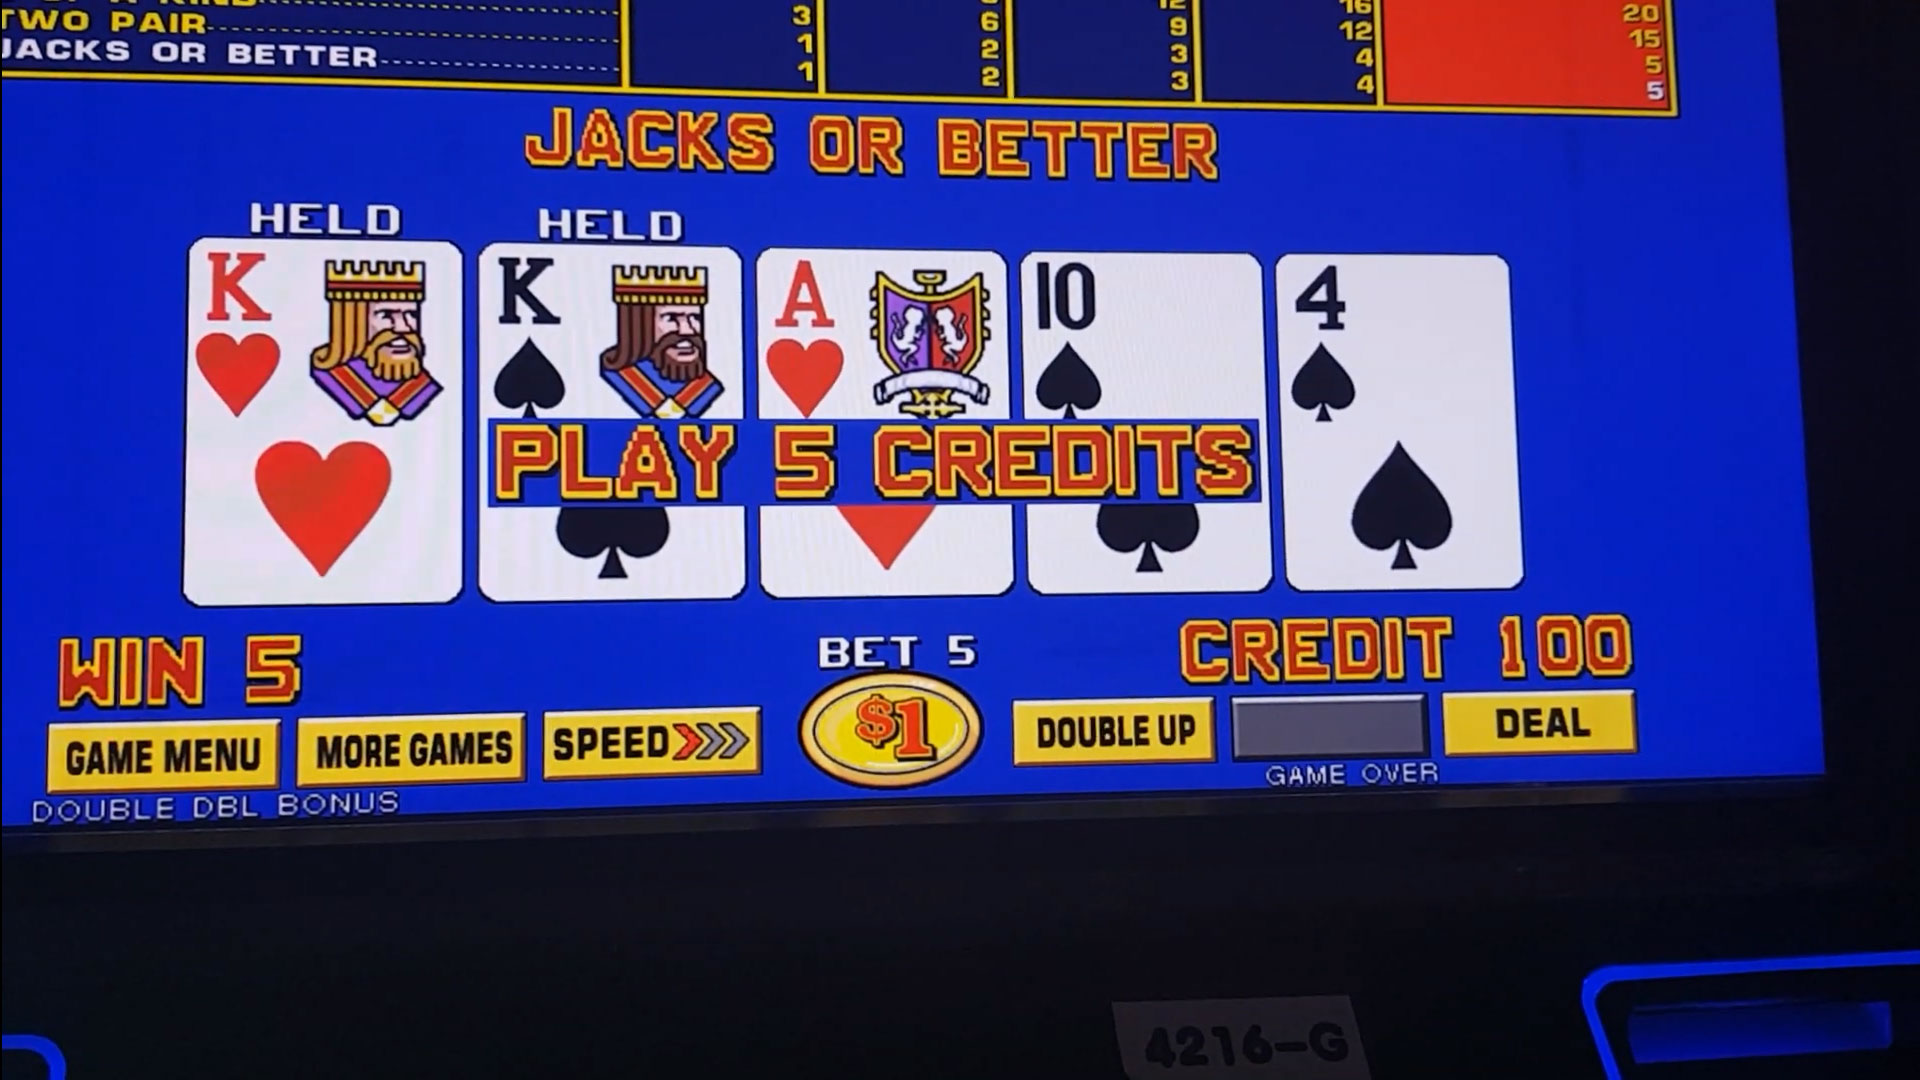 TWO PAIR 3 6 9 12 15
JACKS OR BETTER 1 2 3 4 5
1 2 3 4 5
12 16 20
JACKS OR BETTER
HELD HELD
K K A 10 4
PLAY 5 CREDITS
WIN 5 BET 5 CREDIT 100
GAME MENU MORE GAMES SPEED $1 DOUBLE UP DEAL
DOUBLE DBL BONUS GAME OVER
4216-G